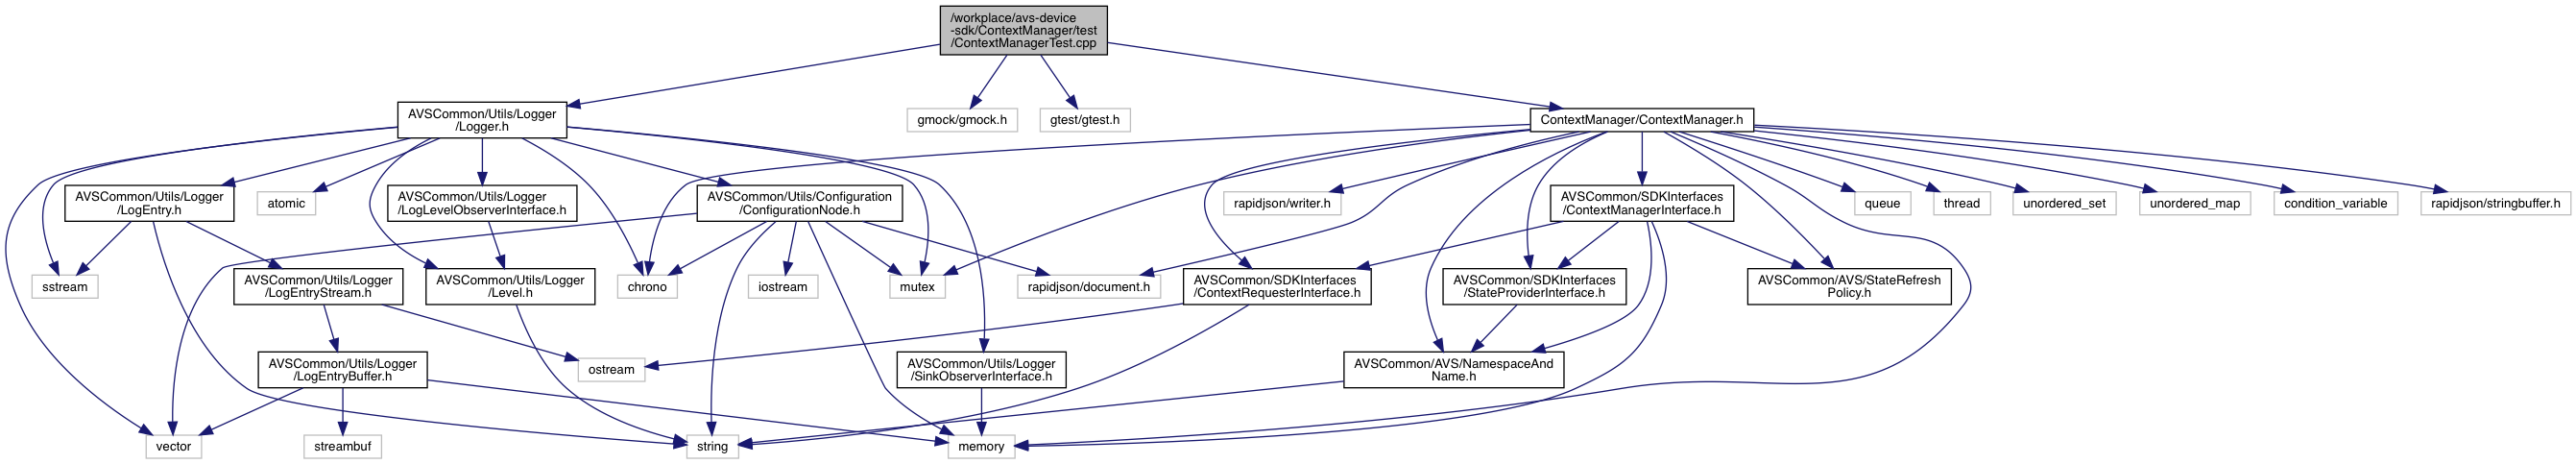 /workplace/avs-device
-sdk/ContextManager/test
/ContextManagerTest.cpp
AVSCommon/Utils/Logger
/Logger.h
gmock/gmock.h
gtest/gtest.h
ContextManager/ContextManager.h
AVSCommon/Utils/Logger
/LogEntry.h
atomic
AVSCommon/Utils/Logger
/LogLevelObserverInterface.h
AVSCommon/Utils/Configuration
/ConfigurationNode.h
rapidjson/writer.h
AVSCommon/SDKInterfaces
/ContextManagerInterface.h
queue
thread
unordered_set
unordered_map
condition_variable
rapidjson/stringbuffer.h
sstream
AVSCommon/Utils/Logger
/LogEntryStream.h
AVSCommon/Utils/Logger
/Level.h
chrono
iostream
mutex
rapidjson/document.h
AVSCommon/SDKInterfaces
/ContextRequesterInterface.h
AVSCommon/SDKInterfaces
/StateProviderInterface.h
AVSCommon/AVS/StateRefresh
Policy.h
AVSCommon/Utils/Logger
/LogEntryBuffer.h
ostream
AVSCommon/Utils/Logger
/SinkObserverInterface.h
AVSCommon/AVS/NamespaceAnd
Name.h
vector
streambuf
string
memory